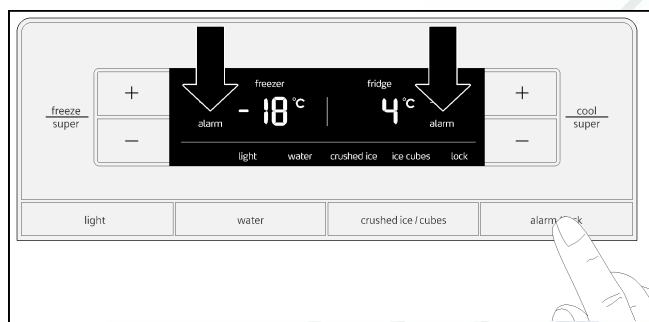 freeze
super
+
−
freezer
fridge
-18 °C
4 °C
alarm
alarm
light water crushed ice ice cubes lock
+
−
cool
super
light
water
crushed ice / cubes
alarm